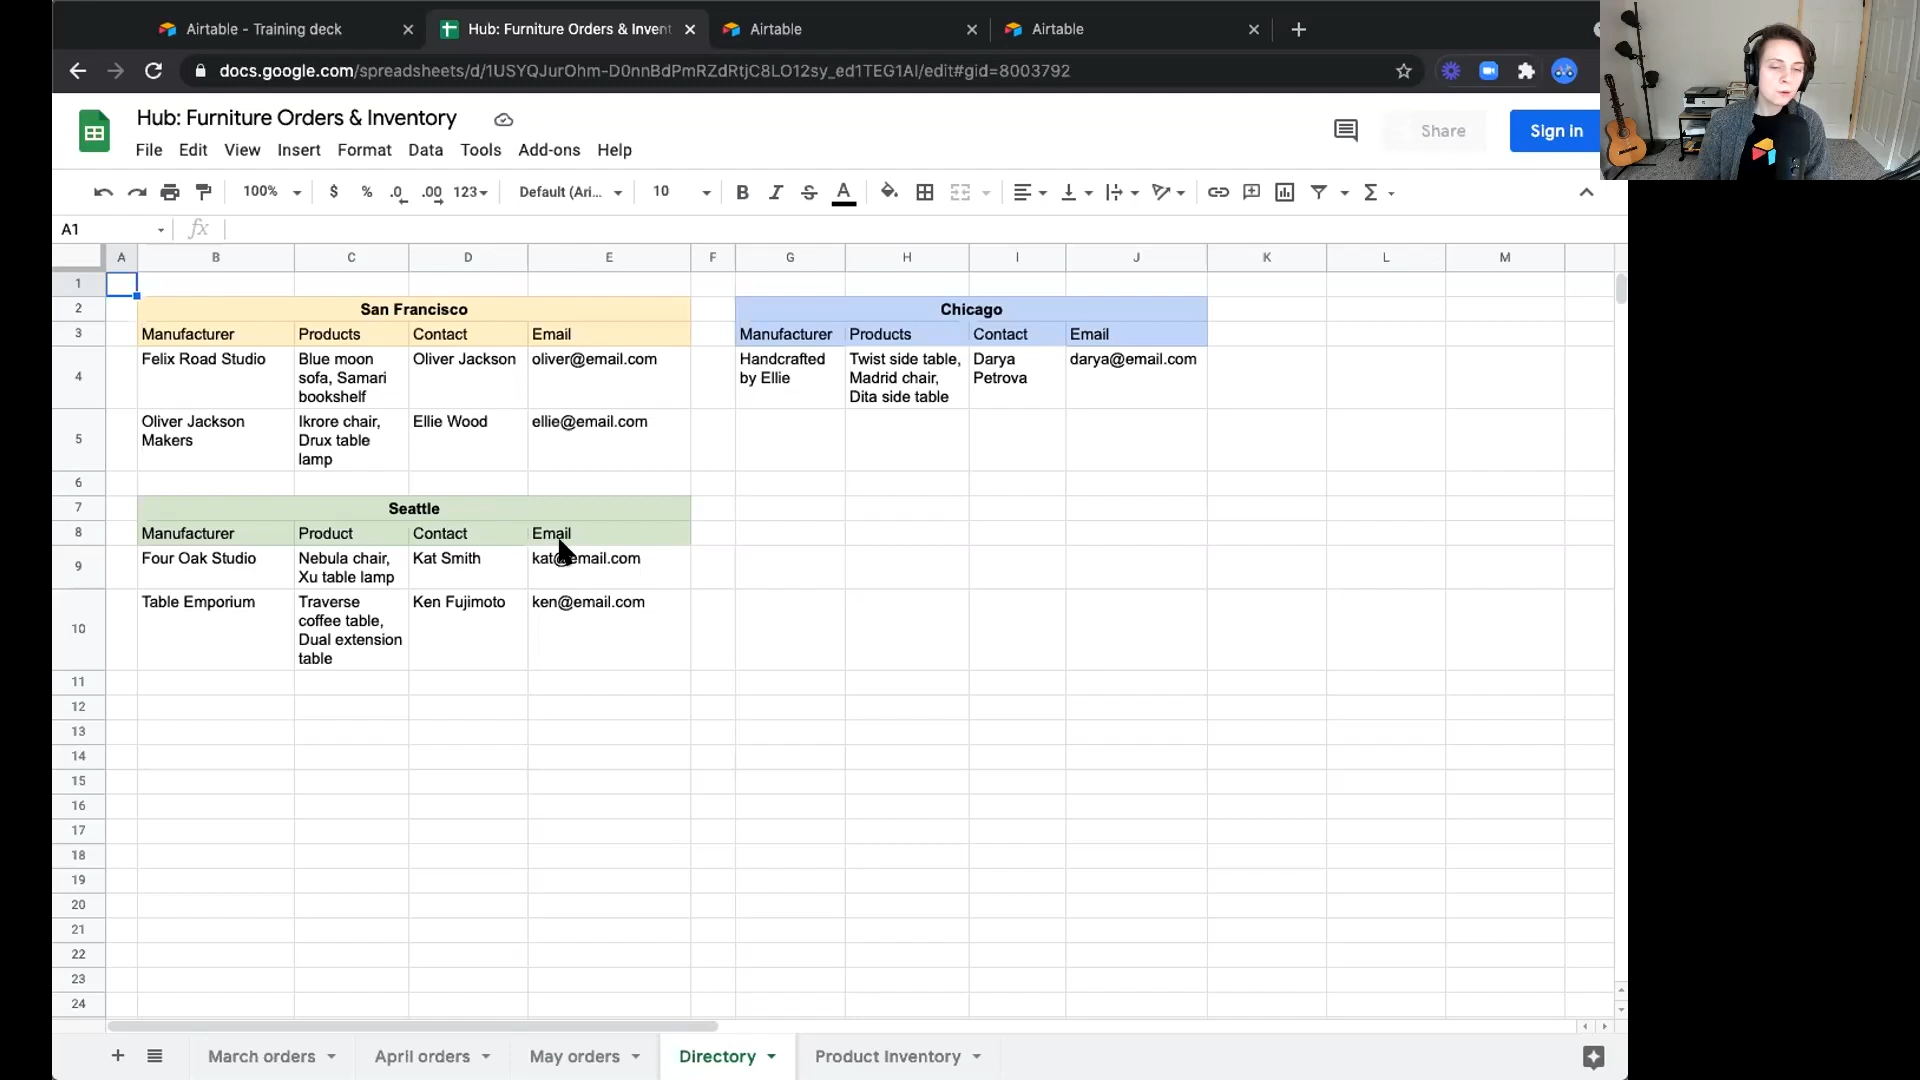 Airtable - Training deck
Hub: Furniture Orders & Invent
Airtable
Airtable
docs.google.com/spreadsheets/d/1USYQJurOhm-D0nnBdPmRZdRtjC8LO12sy_ed1TEG1AI/edit#gid=8003792
Hub: Furniture Orders & Inventory
Share
Sign in
File Edit View Insert Format Data Tools Add-ons Help
100% $ % .0 .00 123 Default (Ari... 10 B I S A
A1 fx
A B C D E F G H I J K L M
1
2 San Francisco Chicago
3 Manufacturer Products Contact Email Manufacturer Products Contact Email
4 Felix Road Studio Blue moon Oliver Jackson oliver@email.com Handcrafted Twist side table, Darya darya@email.com
sofa, Samari by Ellie Madrid chair, Petrova
bookshelf Dita side table
5 Oliver Jackson Ikrore chair, Ellie Wood ellie@email.com
Makers Drux table
lamp
6
7 Seattle
8 Manufacturer Product Contact Email
9 Four Oak Studio Nebula chair, Kat Smith kat@email.com
Xu table lamp
10 Table Emporium Traverse Ken Fujimoto ken@email.com
coffee table,
Dual extension
table
11
12
13
14
15
16
17
18
19
20
21
22
23
24
March orders April orders May orders Directory Product Inventory